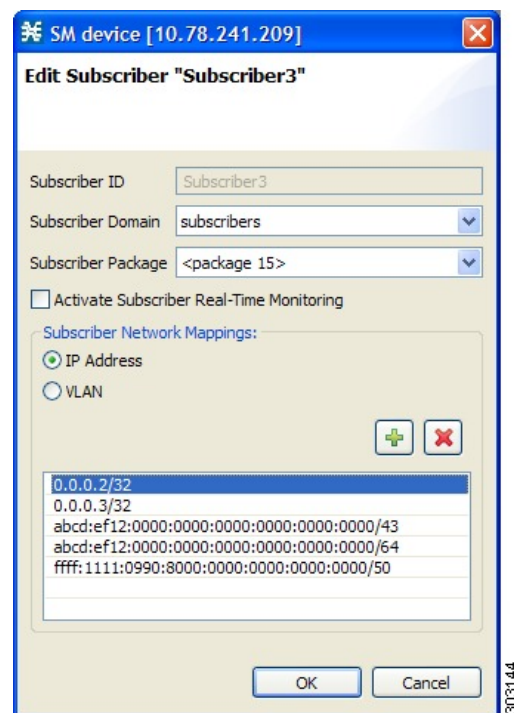 SM device [10.78.241.209]
Edit Subscriber "Subscriber3"
Subscriber ID Subscriber3
Subscriber Domain subscribers
Subscriber Package <package 15>
Activate Subscriber Real-Time Monitoring
Subscriber Network Mappings:
IP Address
VLAN
0.0.0.2/32
0.0.0.3/32
abcd:ef12:0000:0000:0000:0000:0000/43
abcd:ef12:0000:0000:0000:0000:0000/64
ffff:1111:0990:8000:0000:0000:0000:0000/50
OK Cancel
303144